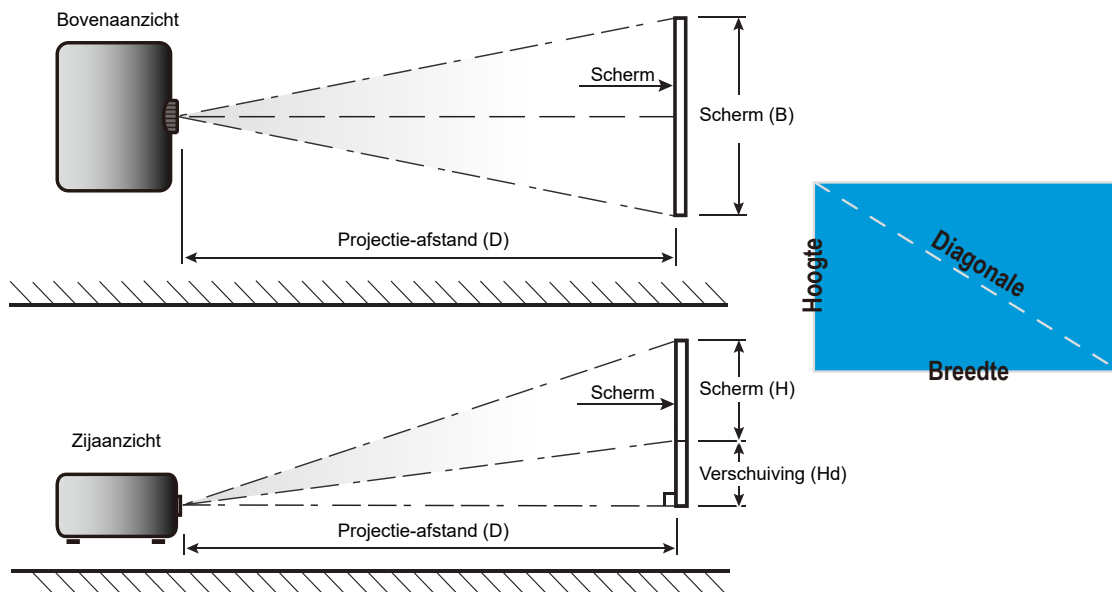 Bovenaanzicht
Scherm
Scherm (B)
Projectie-afstand (D)
Hoogte
Diagonale
Breedte
Zijaanzicht
Scherm
Scherm (H)
Verschuiving (Hd)
Projectie-afstand (D)